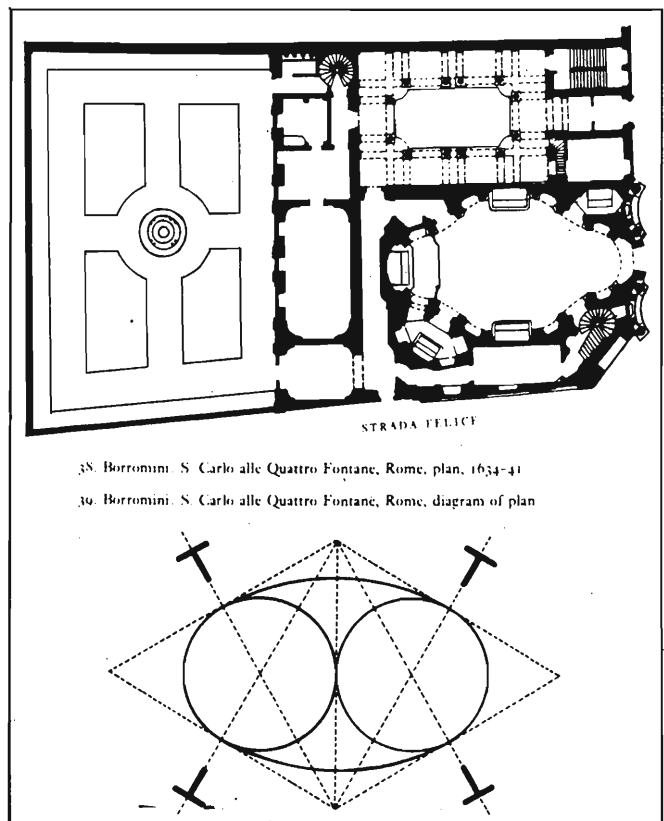 STRADA FELICE
38. Borromini. S. Carlo alle Quattro Fontane, Rome, plan, 1634-41
39. Borromini. S. Carlo alle Quattro Fontane, Rome, diagram of plan